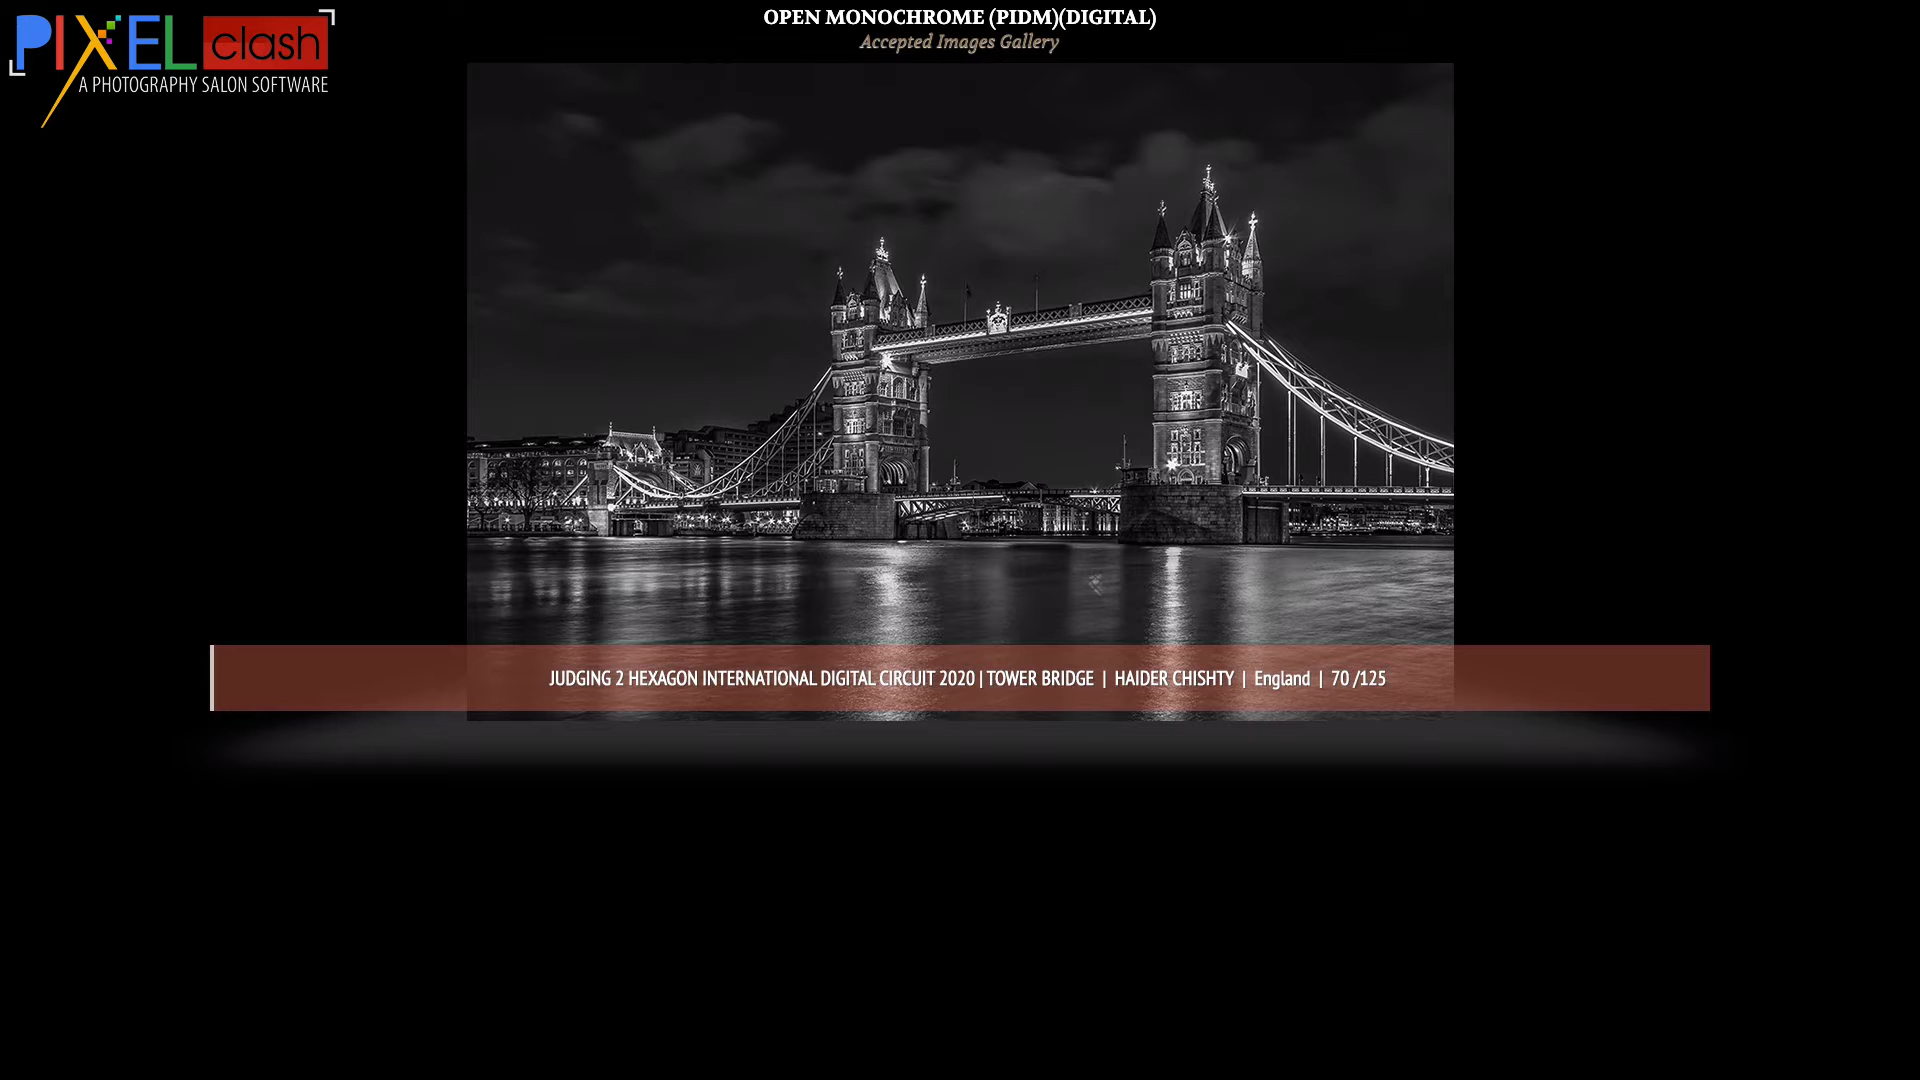 PIXEL clash
A PHOTOGRAPHY SALON SOFTWARE
OPEN MONOCHROME (PIDM)(DIGITAL)
Accepted Images Gallery
JUDGING 2 HEXAGON INTERNATIONAL DIGITAL CIRCUIT 2020 | TOWER BRIDGE | HAIDER CHISHTY | England | 70 /125